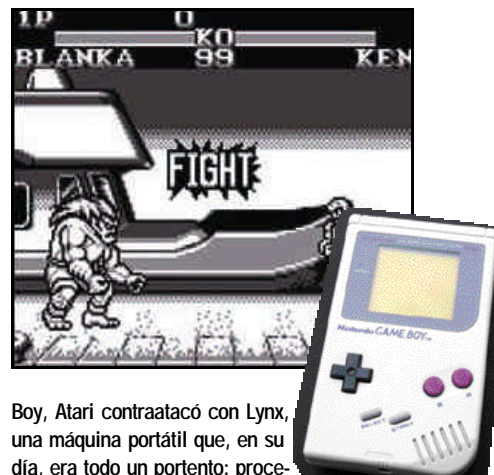 1P 0
KO
BLANKA 99 KEN
FIGHT
Nintendo GAME BOY™
SELECT START
Boy, Atari contraatacó con Lynx,
una máquina portátil que, en su
día, era todo un portento: proce-